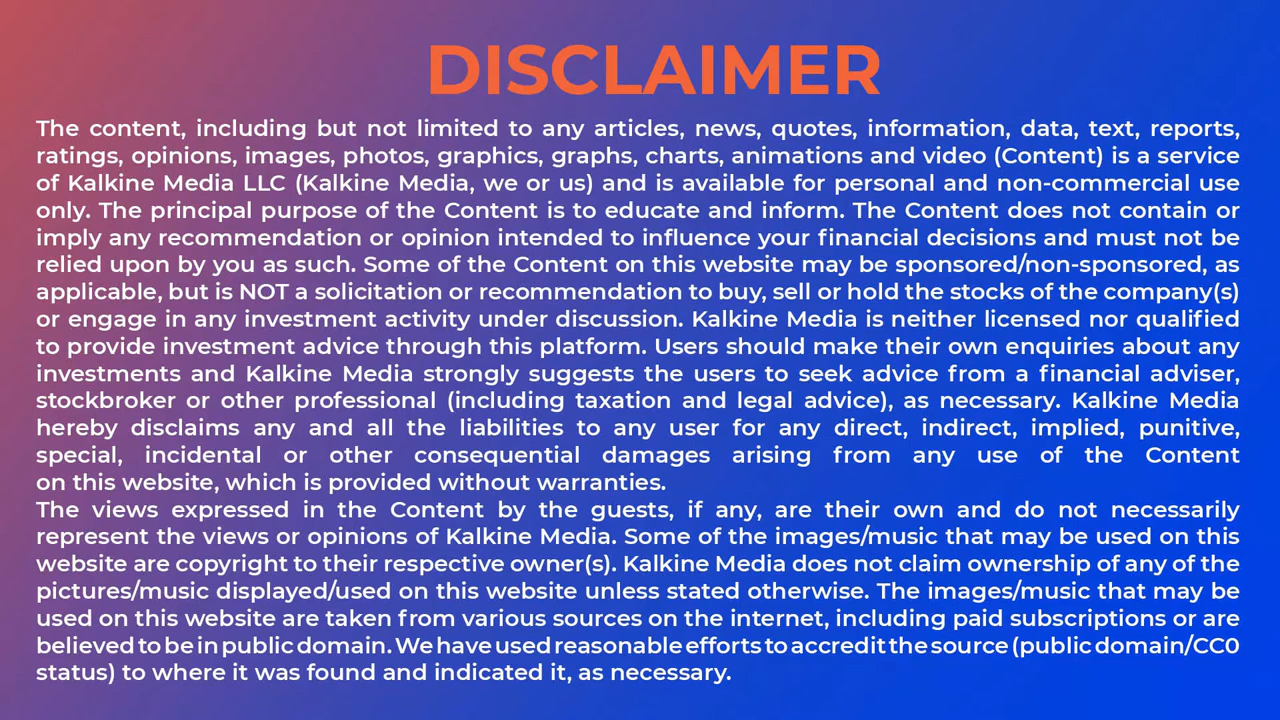 DISCLAIMER
The content, including but not limited to any articles, news, quotes, information, data, text, reports,
ratings, opinions, images, photos, graphics, graphs, charts, animations and video (Content) is a service
of Kalkine Media LLC (Kalkine Media, we or us) and is available for personal and non-commercial use
only. The principal purpose of the Content is to educate and inform. The Content does not contain or
imply any recommendation or opinion intended to influence your financial decisions and must not be
relied upon by you as such. Some of the Content on this website may be sponsored/non-sponsored, as
applicable, but is NOT a solicitation or recommendation to buy, sell or hold the stocks of the company(s)
or engage in any investment activity under discussion. Kalkine Media is neither licensed nor qualified
to provide investment advice through this platform. Users should make their own enquiries about any
investments and Kalkine Media strongly suggests the users to seek advice from a financial adviser,
stockbroker or other professional (including taxation and legal advice), as necessary. Kalkine Media
hereby disclaims any and all the liabilities to any user for any direct, indirect, implied, punitive,
special, incidental or other consequential damages arising from any use of the Content
on this website, which is provided without warranties.
The views expressed in the Content by the guests, if any, are their own and do not necessarily
represent the views or opinions of Kalkine Media. Some of the images/music that may be used on this
website are copyright to their respective owner(s). Kalkine Media does not claim ownership of any of the
pictures/music displayed/used on this website unless stated otherwise. The images/music that may be
used on this website are taken from various sources on the internet, including paid subscriptions or are
believed to be in public domain. We have used reasonable efforts to accredit the source (public domain/CC0
status) to where it was found and indicated it, as necessary.